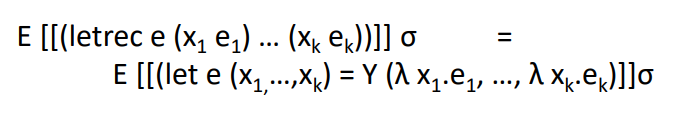 E [[(letrec e (x₁ e₁) ... (xₖ eₖ))]] σ =
E [[(let e (x₁,...,xₖ) = Y (λ x₁.e₁, ..., λ xₖ.eₖ)]]σ